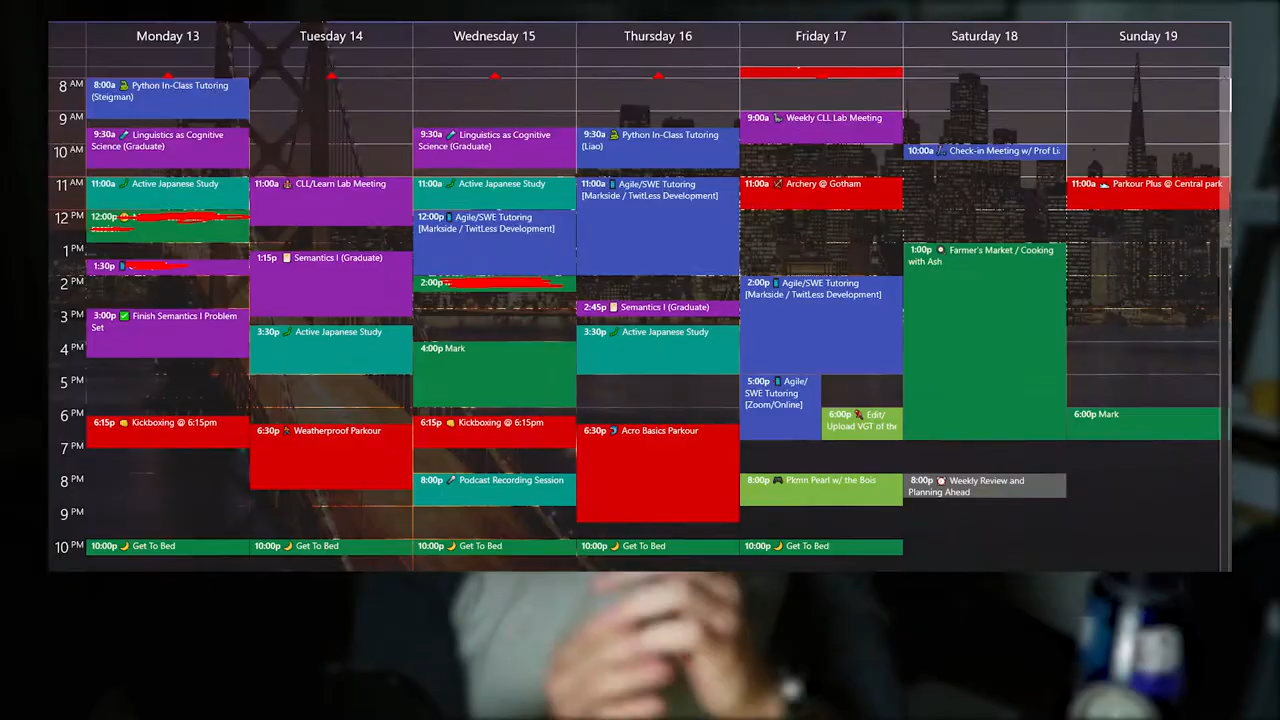 Monday 13
Tuesday 14
Wednesday 15
Thursday 16
Friday 17
Saturday 18
Sunday 19
8 AM
9 AM
10 AM
11 AM
12 PM
1 PM
2 PM
3 PM
4 PM
5 PM
6 PM
7 PM
8 PM
9 PM
10 PM
8:00a Python In-Class Tutoring
(Steigman)
9:30a Linguistics as Cognitive
Science (Graduate)
11:00a Active Japanese Study
12:00p
1:30p
3:00p Finish Semantics I Problem
Set
6:15p Kickboxing @ 6:15pm
10:00p Get To Bed
11:00a CLL/Learn Lab Meeting
1:15p Semantics I (Graduate)
3:30p Active Japanese Study
6:30p Weatherproof Parkour
10:00p Get To Bed
9:30a Linguistics as Cognitive
Science (Graduate)
11:00a Active Japanese Study
12:00p Agile/SWE Tutoring
[Markside / TwitLess Development]
2:00p
4:00p Mark
6:15p Kickboxing @ 6:15pm
8:00p Podcast Recording Session
10:00p Get To Bed
9:30a Python In-Class Tutoring
(Liao)
11:00a Agile/SWE Tutoring
[Markside / TwitLess Development]
2:45p Semantics I (Graduate)
3:30p Active Japanese Study
6:30p Acro Basics Parkour
10:00p Get To Bed
9:00a Weekly CLL Lab Meeting
11:00a Archery @ Gotham
2:00p Agile/SWE Tutoring
[Markside / TwitLess Development]
5:00p Agile/
SWE Tutoring
[Zoom/Online]
6:00p Edit/
Upload VGT of the
8:00p Pkmn Pearl w/ the Bois
10:00p Get To Bed
10:00a Check-in Meeting w/ Prof Li
1:00p Farmer's Market / Cooking
with Ash
8:00p Weekly Review and
Planning Ahead
11:00a Parkour Plus @ Central park
6:00p Mark